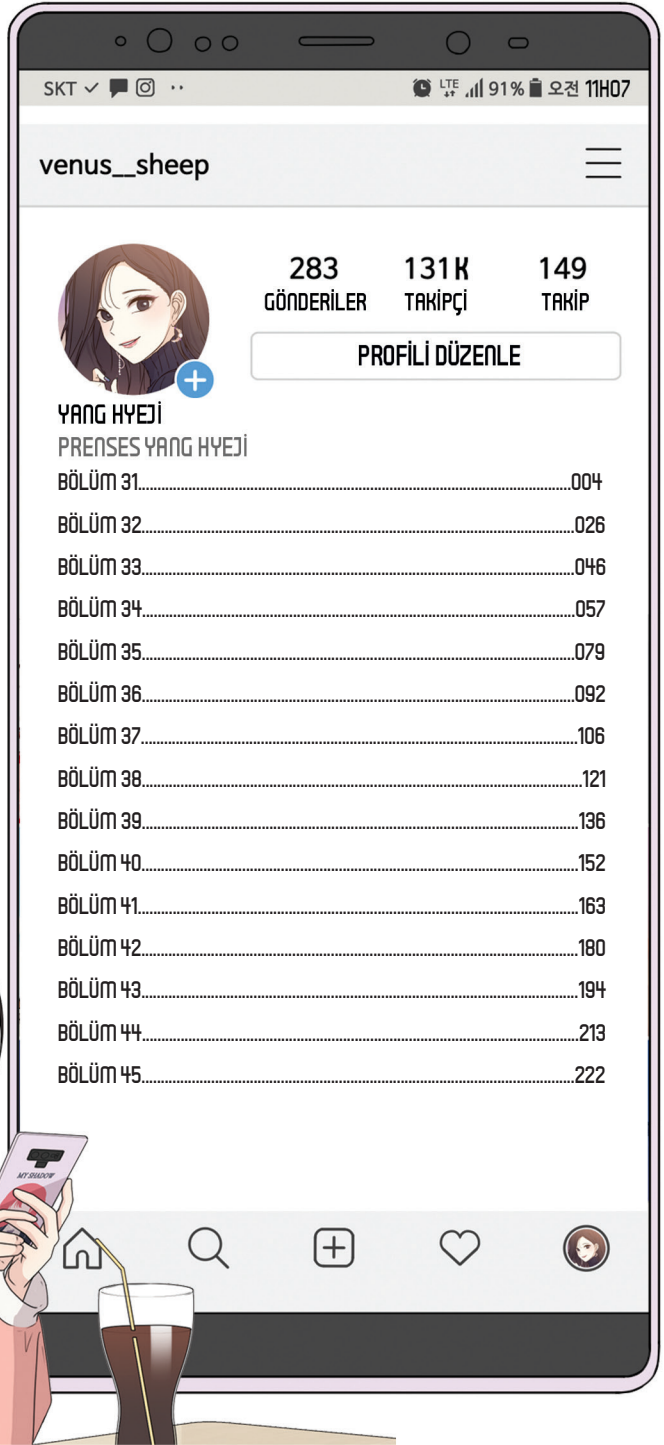 SKT LTE 91% 오전 11H07
venus__sheep
283 131K 149
GÖNDERİLER TAKİPÇİ TAKİP
PROFİLİ DÜZENLE
YANG HYEJİ
PRENSES YANG HYEJİ
BÖLÜM 31...........004
BÖLÜM 32...........026
BÖLÜM 33...........046
BÖLÜM 34...........057
BÖLÜM 35...........079
BÖLÜM 36...........092
BÖLÜM 37...........106
BÖLÜM 38...........121
BÖLÜM 39...........136
BÖLÜM 40...........152
BÖLÜM 41...........163
BÖLÜM 42...........180
BÖLÜM 43...........194
BÖLÜM 44...........213
BÖLÜM 45...........222
MY SHADOW